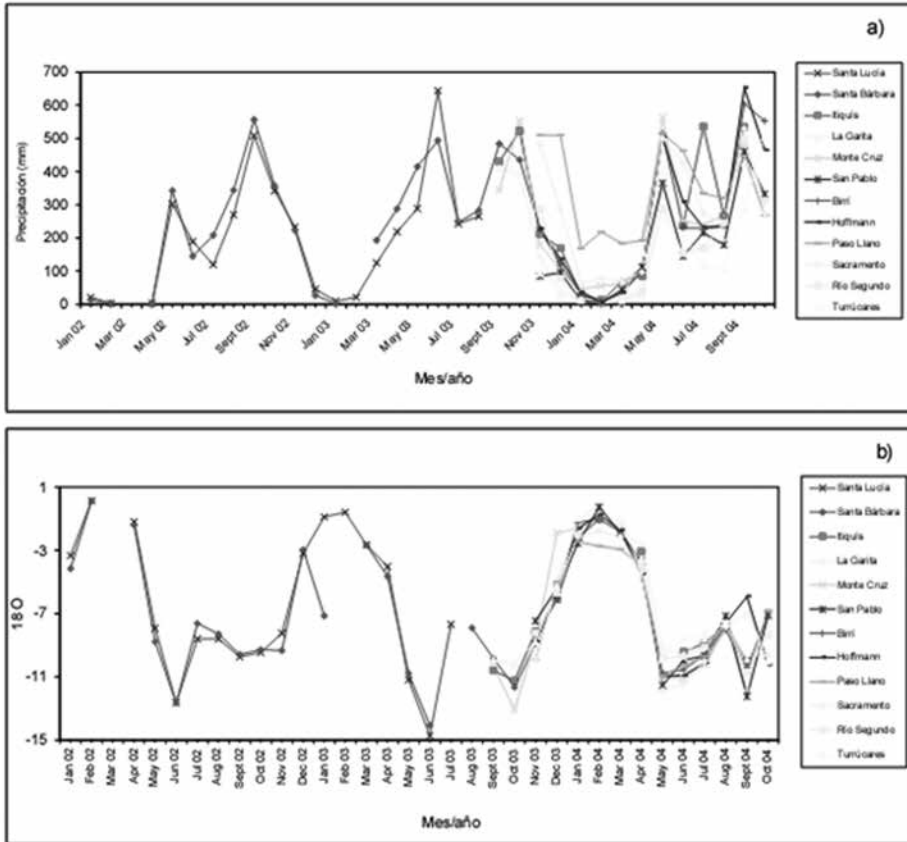 a)
700
600
500
400
300
200
100
0
Precipitación (mm)
Jan 02
Mar 02
May 02
Jul 02
Sept 02
Nov 02
Jan 03
Mar 03
May 03
Jul 03
Sept 03
Nov 03
Jan 04
Mar 04
May 04
Jul 04
Sept 04
Mes/año
Santa Lucía
Santa Bárbara
Itiquis
La Garita
Monte Cruz
San Pablo
Birrí
Hoffmann
Paso Llano
Sacramento
Río Segundo
Turrúcares
b)
1
-3
-7
-11
-15
18 O
Jan 02
Feb 02
Mar 02
Apr 02
May 02
Jun 02
Jul 02
Aug 02
Sept 02
Oct 02
Nov 02
Dec 02
Jan 03
Feb 03
Mar 03
Apr 03
May 03
Jun 03
Jul 03
Aug 03
Sept 03
Oct 03
Nov 03
Dec 03
Jan 04
Feb 04
Mar 04
Apr 04
May 04
Jun 04
Jul 04
Aug 04
Sept 04
Oct 04
Mes/año
Santa Lucía
Santa Bárbara
Itiquis
La Garita
Monte Cruz
San Pablo
Birrí
Hoffmann
Paso Llano
Sacramento
Río Segundo
Turrúcares